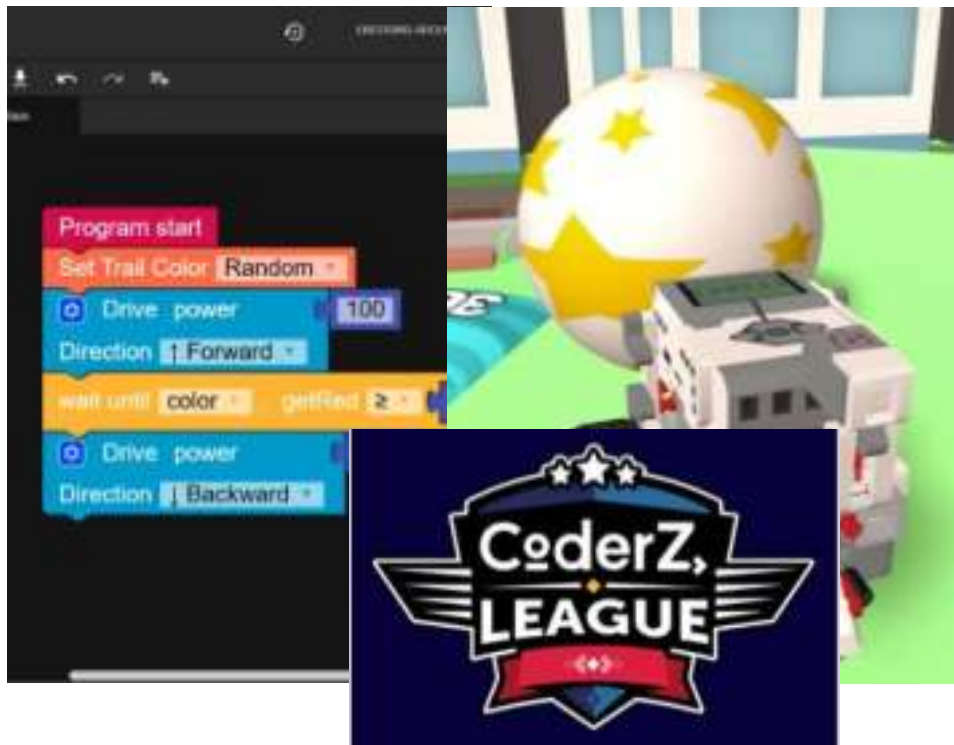 Program start
Set Trail Color Random
Drive power 100
Direction ↑ Forward
wait until color getRed ≥
Drive power
Direction ↓ Backward
CoderZ
LEAGUE